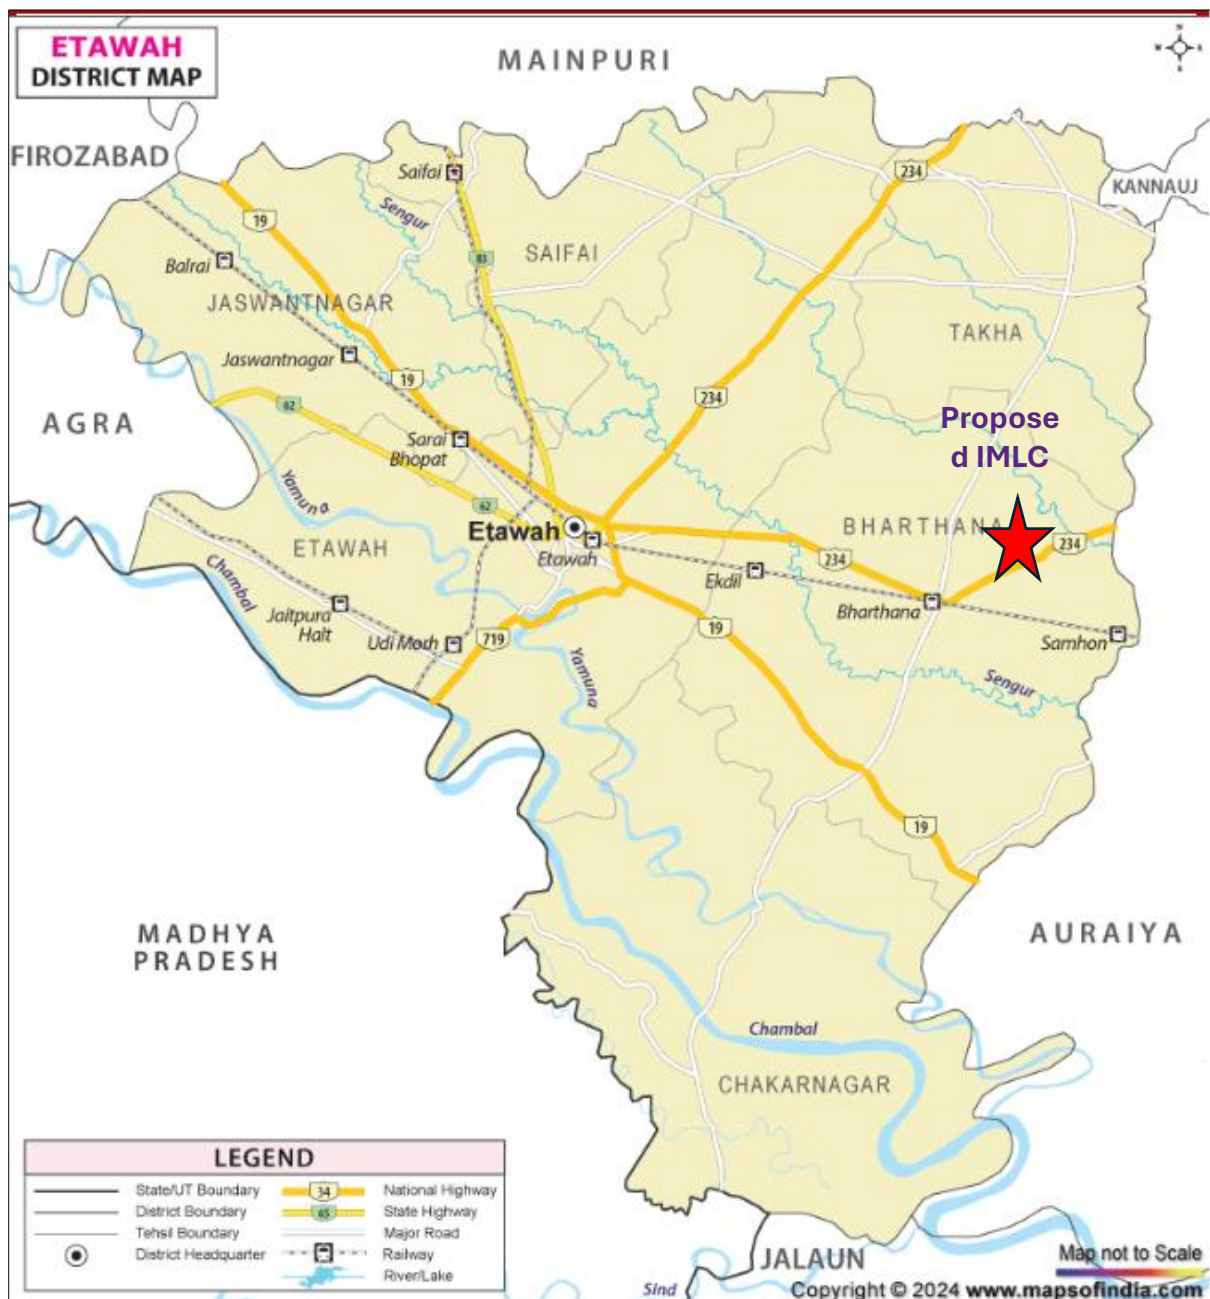 ETAWAH
DISTRICT MAP
MAINPURI
FIROZABAD
KANNAUJ
N
W
S
Saifai
234
Sengur
19
SAIFAI
83
Balrai
JASWANTNAGAR
TAKHA
Jaswantnagar
19
234
62
AGRA
Propose
d IMLC
Sarai
Bhopat
Yamuna
62
Etawah
BHARTHANA
234
ETAWAH
Etawah
234
Chambal
Ekdil
Jaitpura
Halt
Bharthana
19
Udi Morh
719
Samhon
Yamuna
Sengur
19
MADHYA
PRADESH
AURAIYA
Chambal
CHAKARNAGAR
LEGEND
State/UT Boundary
34
National Highway
District Boundary
65
State Highway
Tehsil Boundary
Major Road
District Headquarter
Railway
River/Lake
JALAUN
Map not to Scale
Sind
Copyright © 2024 www.mapsofindia.com